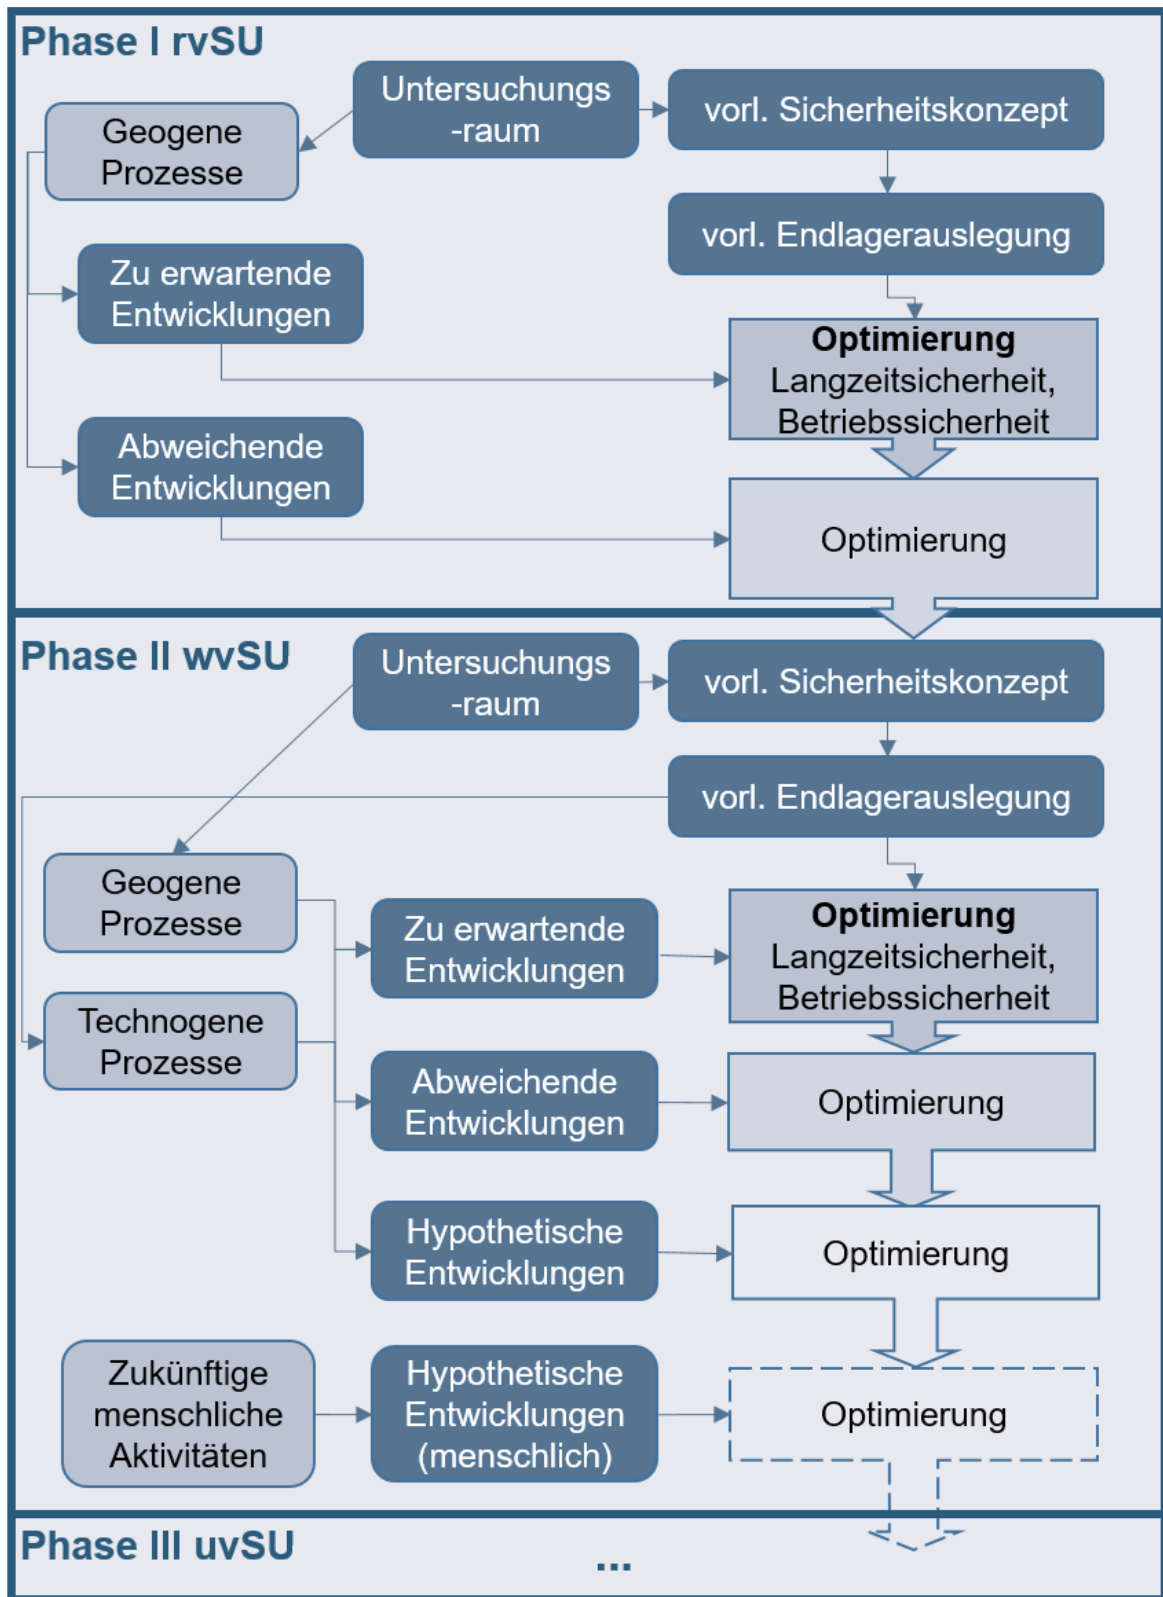 Phase I rvSU
Untersuchungs
-raum
vorl. Sicherheitskonzept
Geogene
Prozesse
vorl. Endlagerauslegung
Zu erwartende
Entwicklungen
Optimierung
Langzeitsicherheit,
Betriebssicherheit
Abweichende
Entwicklungen
Optimierung
Phase II wvSU
Untersuchungs
-raum
vorl. Sicherheitskonzept
vorl. Endlagerauslegung
Geogene
Prozesse
Zu erwartende
Entwicklungen
Optimierung
Langzeitsicherheit,
Betriebssicherheit
Technogene
Prozesse
Abweichende
Entwicklungen
Optimierung
Hypothetische
Entwicklungen
Optimierung
Zukünftige
menschliche
Aktivitäten
Hypothetische
Entwicklungen
(menschlich)
Optimierung
Phase III uvSU
...